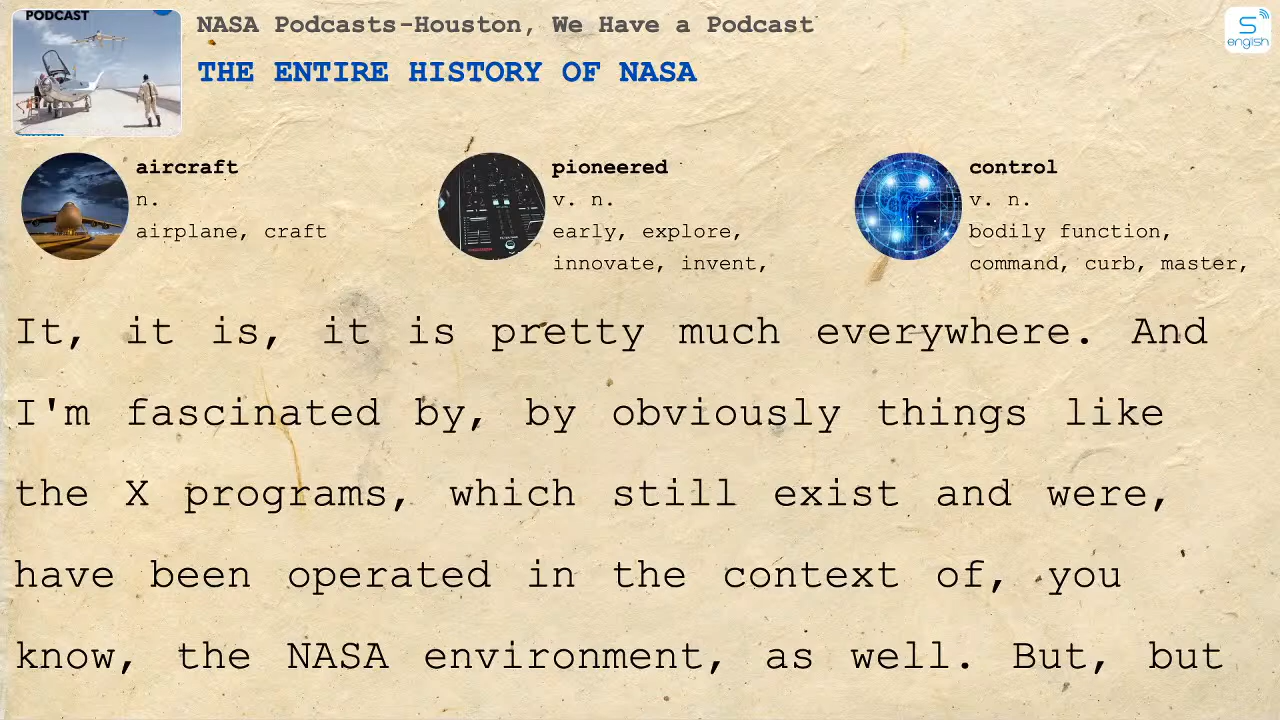 PODCAST
NASA Podcasts-Houston, We Have a Podcast
THE ENTIRE HISTORY OF NASA
S
english
aircraft
n.
airplane, craft
pioneered
v. n.
early, explore,
innovate, invent,
control
v. n.
bodily function,
command, curb, master,
It, it is, it is pretty much everywhere. And
I'm fascinated by, by obviously things like
the X programs, which still exist and were,
have been operated in the context of, you
know, the NASA environment, as well. But, but